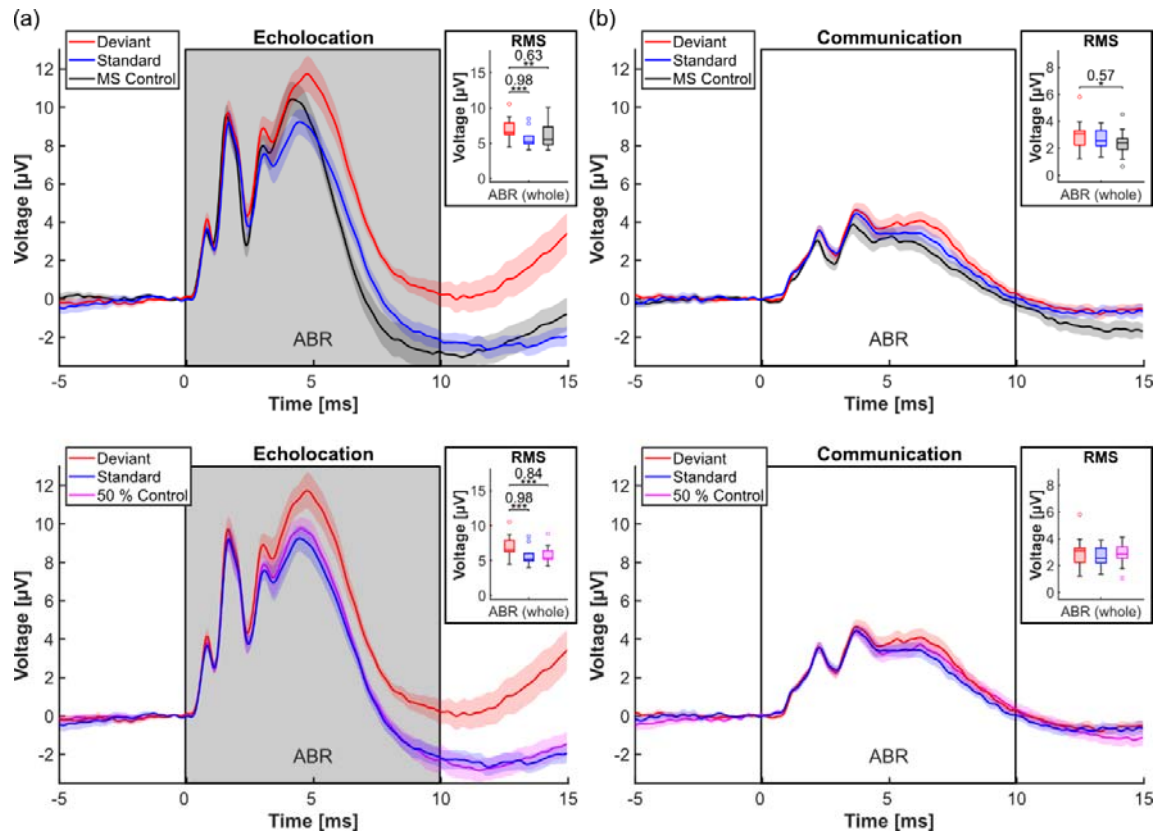 (a)
Deviant
Standard
MS Control
Echolocation
RMS
0.63
**
0.98
***
15
10
5
0
Voltage [µV]
ABR (whole)
12
10
8
6
4
2
0
-2
Voltage [µV]
ABR
-5
0
5
10
15
Time [ms]
(b)
Deviant
Standard
MS Control
Communication
RMS
0.57
*
8
6
4
2
0
Voltage [µV]
ABR (whole)
12
10
8
6
4
2
0
-2
Voltage [µV]
ABR
-5
0
5
10
15
Time [ms]
Deviant
Standard
50 % Control
Echolocation
RMS
0.84
***
0.98
***
15
10
5
0
Voltage [µV]
ABR (whole)
12
10
8
6
4
2
0
-2
Voltage [µV]
ABR
-5
0
5
10
15
Time [ms]
Deviant
Standard
50 % Control
Communication
RMS
8
6
4
2
0
Voltage [µV]
ABR (whole)
12
10
8
6
4
2
0
-2
Voltage [µV]
ABR
-5
0
5
10
15
Time [ms]